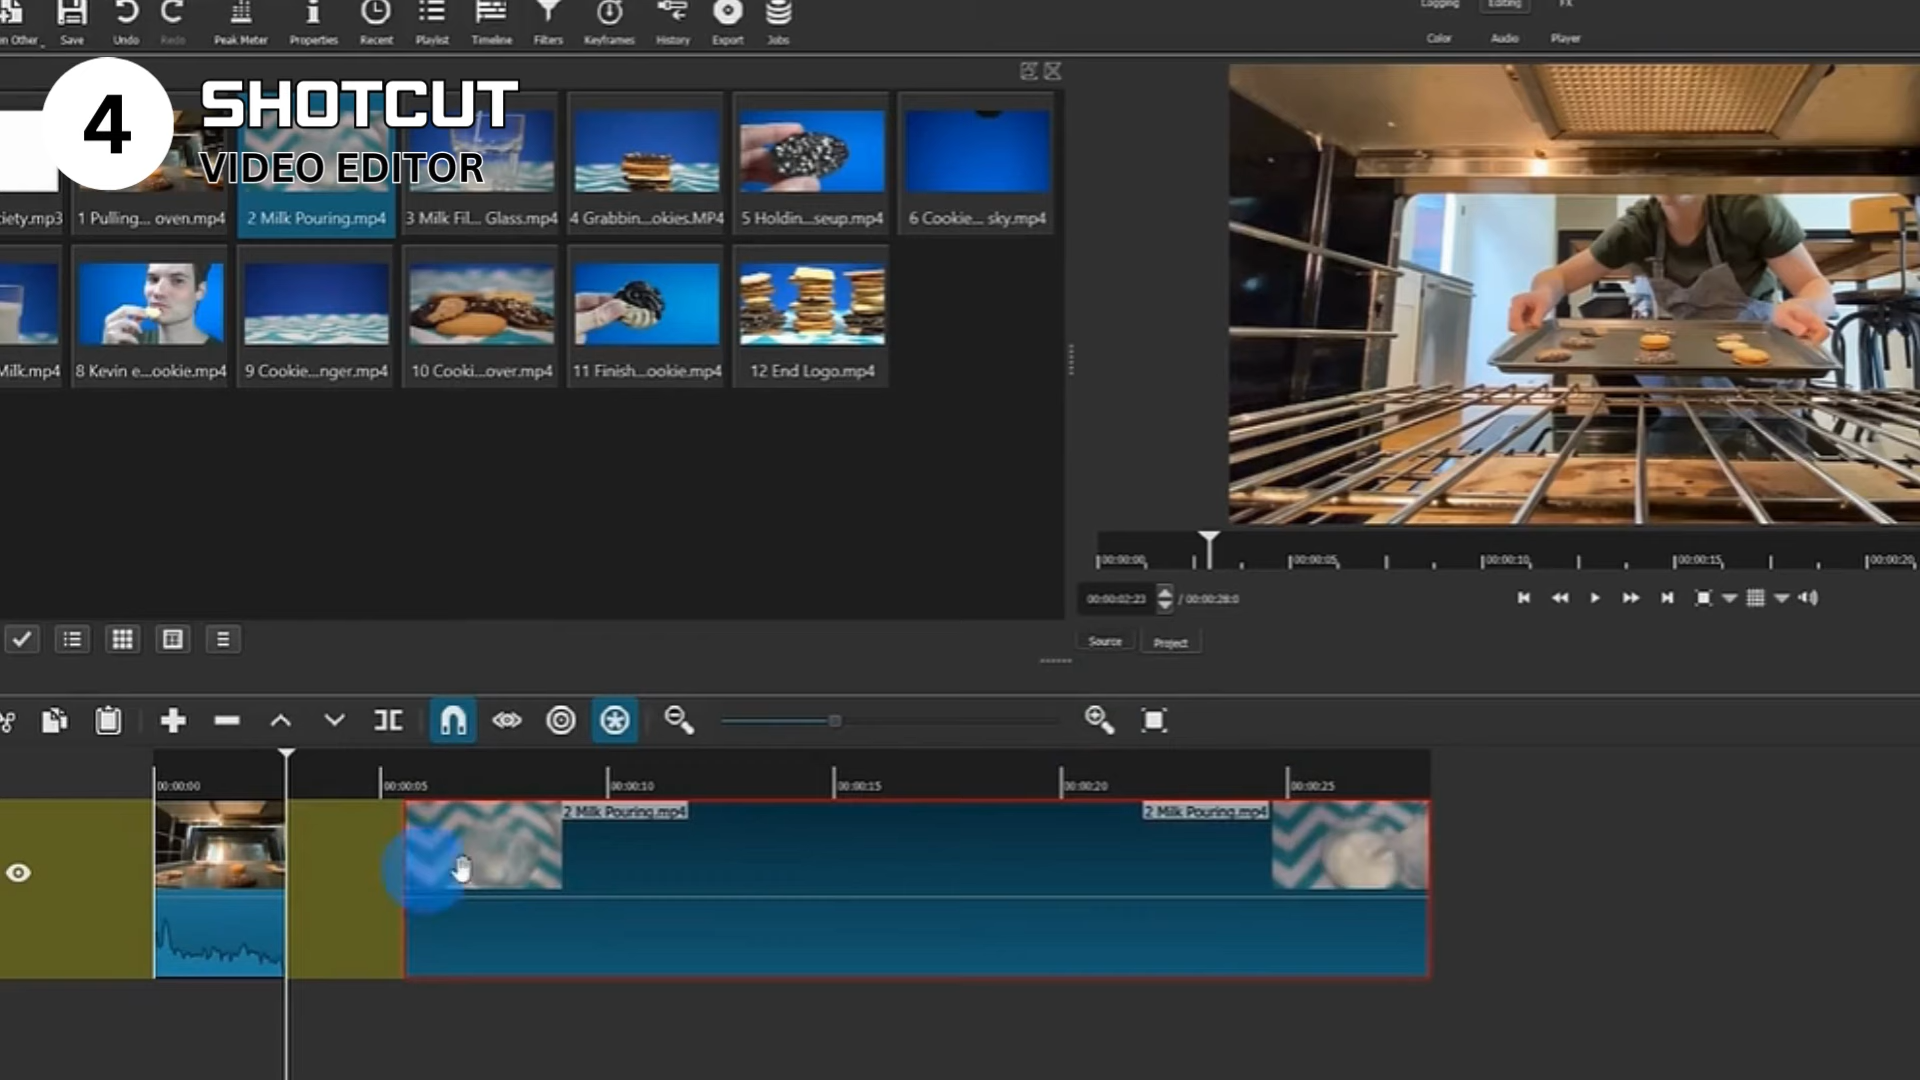 Logging Editing FX
en Other... Save Undo Redo Peak Meter Properties Recent Playlist Timeline Filters Keyframes History Export Jobs
Color Audio Player
4
SHOTCUT
VIDEO EDITOR
iety.mp3 1 Pulling... oven.mp4 2 Milk Pouring.mp4 3 Milk Fil... Glass.mp4 4 Grabbin...okies.MP4 5 Holdin...seup.mp4 6 Cookie... sky.mp4
Milk.mp4 8 Kevin e...ookie.mp4 9 Cookie...nger.mp4 10 Cooki...over.mp4 11 Finish...ookie.mp4 12 End Logo.mp4
00:00:00 00:00:05 00:00:10 00:00:15 00:00:20
00:00:02:23 / 00:00:28:0
Source Project
00:00:00 00:00:05 00:00:10 00:00:15 00:00:20 00:00:25
2 Milk Pouring.mp4 2 Milk Pouring.mp4